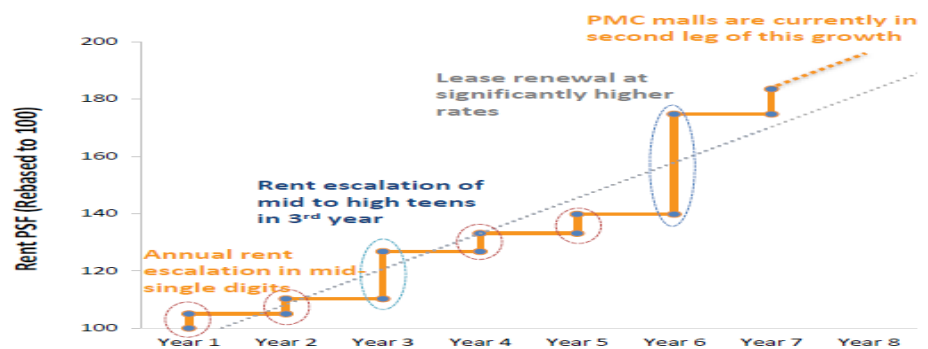 PMC malls are currently in
second leg of this growth
200
Lease renewal at
significantly higher
rates
180
160
Rent escalation of
mid to high teens
in 3rd year
140
Annual rent
escalation in mid-
single digits
120
100
Rent PSF (Rebased to 100)
Year 1 Year 2 Year 3 Year 4 Year 5 Year 6 Year 7 Year 8